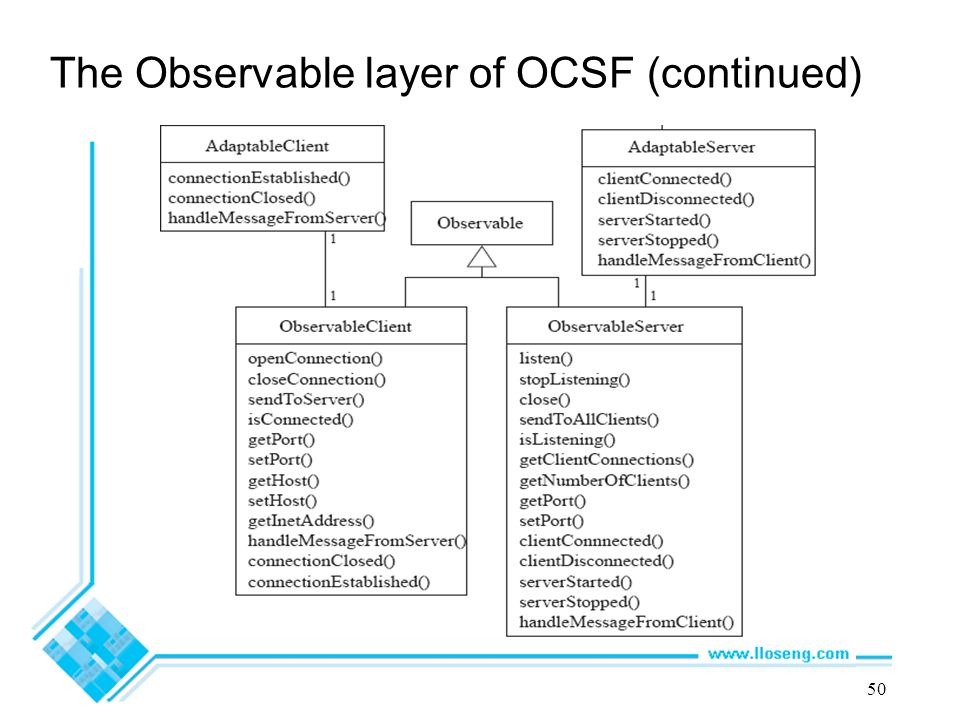 The Observable layer of OCSF (continued)
AdaptableClient
connectionEstablished()
connectionClosed()
handleMessageFromServer()
1
1
Observable
AdaptableServer
clientConnected()
clientDisconnected()
serverStarted()
serverStopped()
handleMessageFromClient()
1
1
ObservableClient
openConnection()
closeConnection()
sendToServer()
isConnected()
getPort()
setPort()
getHost()
setHost()
getInetAddress()
handleMessageFromServer()
connectionClosed()
connectionEstablished()
ObservableServer
listen()
stopListening()
close()
sendToAllClients()
isListening()
getClientConnections()
getNumberOfClients()
getPort()
setPort()
clientConnnected()
clientDisconnected()
serverStarted()
serverStopped()
handleMessageFromClient()
www.lloseng.com
50